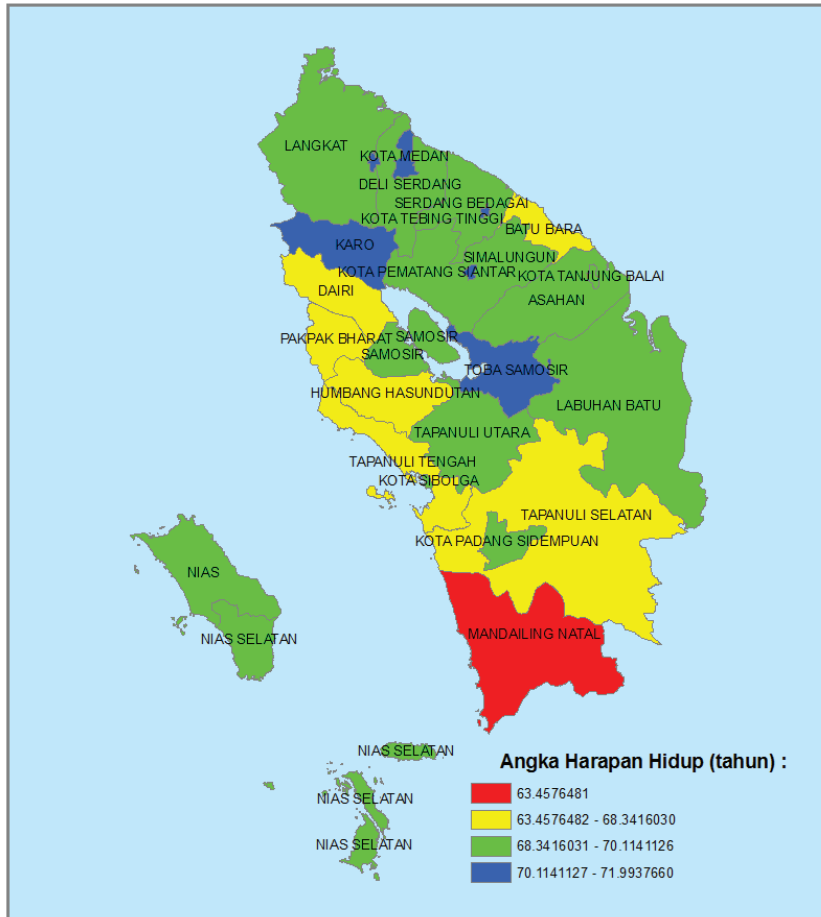 LANGKAT
KOTA MEDAN
DELI SERDANG
SERDANG BEDAGAI
KOTA TEBING TINGGI
BATU BARA
KARO
SIMALUNGUN
KOTA PEMATANG SIANTAR
KOTA TANJUNG BALAI
DAIRI
ASAHAN
PAKPAK BHARAT
SAMOSIR
SAMOSIR
TOBA SAMOSIR
HUMBANG HASUNDUTAN
LABUHAN BATU
TAPANULI UTARA
TAPANULI TENGAH
KOTA SIBOLGA
TAPANULI SELATAN
KOTA PADANG SIDEMPUAN
NIAS
NIAS SELATAN
MANDAILING NATAL
NIAS SELATAN
NIAS SELATAN
NIAS SELATAN
Angka Harapan Hidup (tahun) :
63.4576481
63.4576482 - 68.3416030
68.3416031 - 70.1141126
70.1141127 - 71.9937660